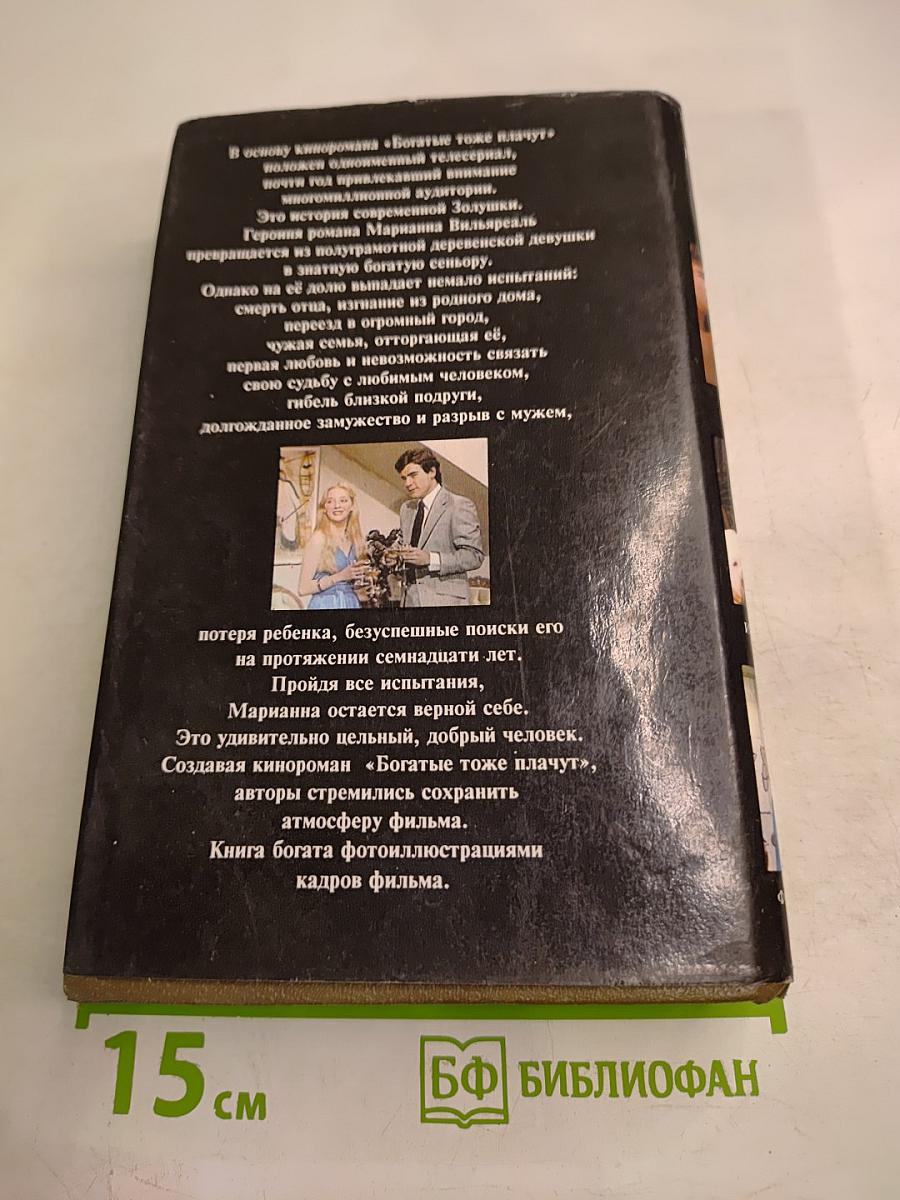 В основу киноромана «Богатые тоже плачут»
положен одноименный телесериал,
почти год привлекавший внимание
многомиллионной аудитории.
Это история современной Золушки.
Героиня романа Марианна Вильяреаль
превращается из полуграмотной деревенской девушки
в знатную богатую сеньору.
Однако на её долю выпадает немало испытаний:
смерть отца, изгнание из родного дома,
переезд в огромный город,
чужая семья, отторгающая её,
первая любовь и невозможность связать
свою судьбу с любимым человеком,
гибель близкой подруги,
долгожданное замужество и разрыв с мужем,
потеря ребенка, безуспешные поиски его
на протяжении семнадцати лет.
Пройдя все испытания,
Марианна остается верной себе.
Это удивительно цельный, добрый человек.
Создавая кинороман «Богатые тоже плачут»,
авторы стремились сохранить
атмосферу фильма.
Книга богата фотоиллюстрациями
кадров фильма.
15 см
БФ БИБЛИОФАН